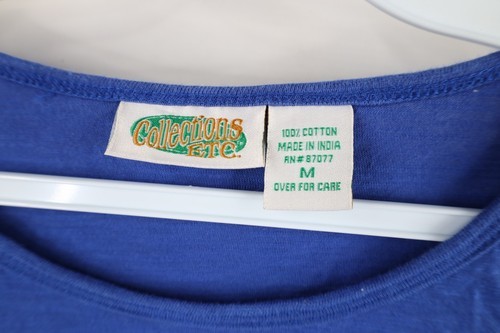 Collections
ETC.
100% COTTON
MADE IN INDIA
RN# 87077
M
OVER FOR CARE